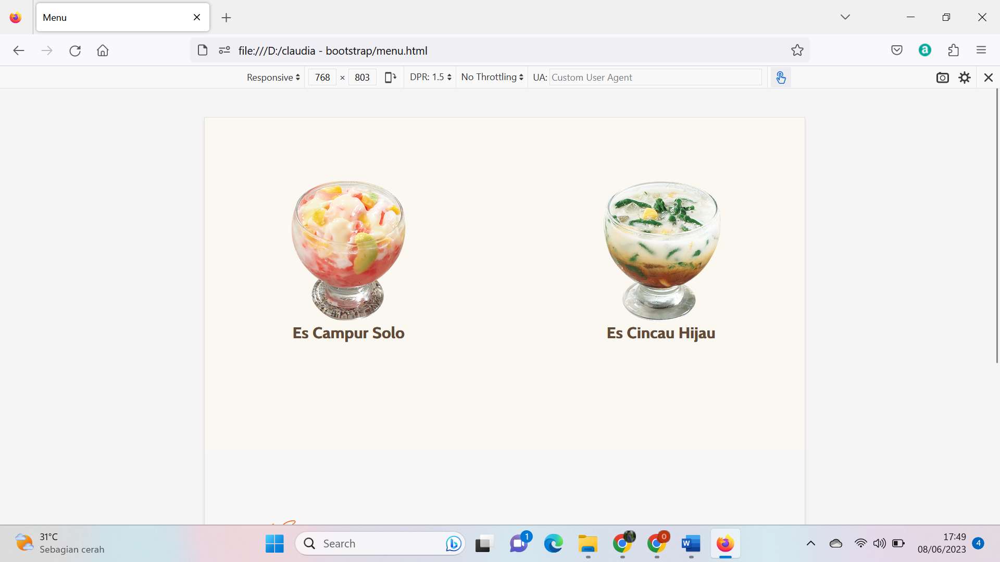 Menu
file:///D:/claudia - bootstrap/menu.html
Responsive 768 × 803 DPR: 1.5 No Throttling UA: Custom User Agent
Es Campur Solo
Es Cincau Hijau
31°C
Sebagian cerah
Search
1
0
17:49
08/06/2023
4